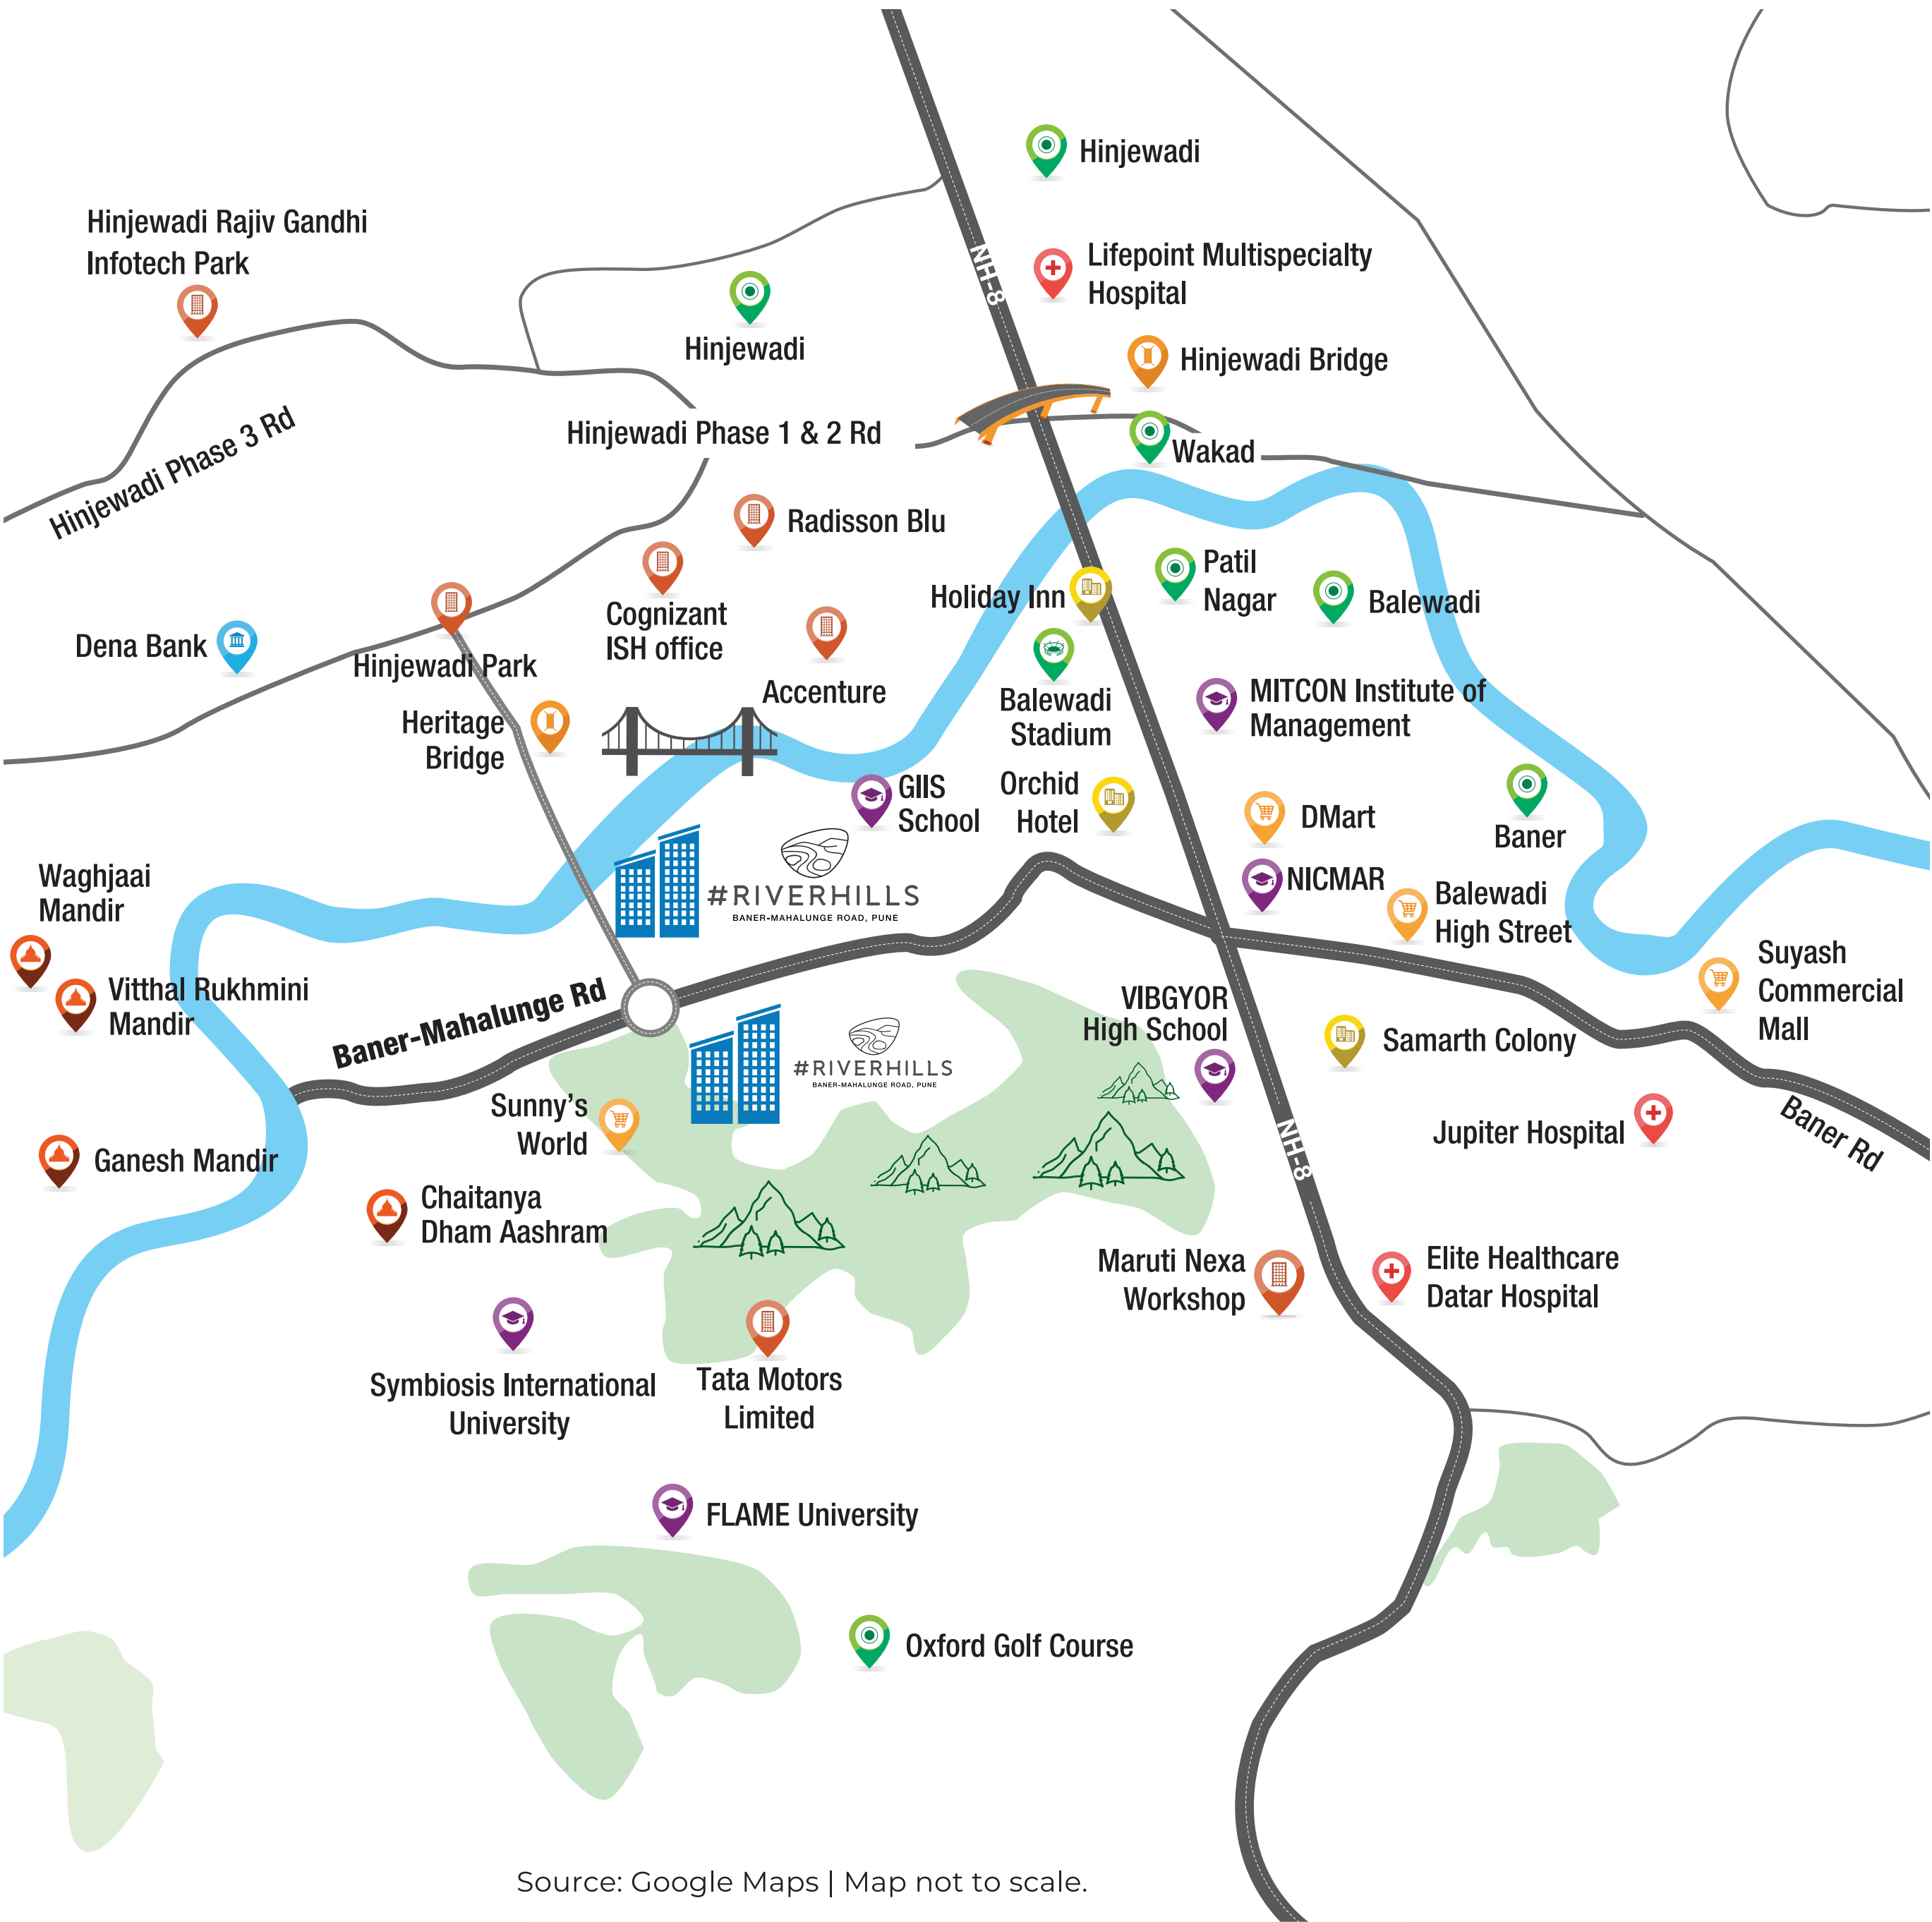 Hinjewadi
Hinjewadi Rajiv Gandhi
Infotech Park
NH-8
Lifepoint Multispecialty
Hospital
Hinjewadi
Hinjewadi Bridge
Hinjewadi Phase 3 Rd
Hinjewadi Phase 1 & 2 Rd
Wakad
Radisson Blu
Patil
Nagar
Holiday Inn
Balewadi
Cognizant
ISH office
Dena Bank
Hinjewadi Park
Accenture
Balewadi
Stadium
MITCON Institute of
Management
Heritage
Bridge
GIIS
School
Orchid
Hotel
DMart
Baner
Waghjaai
Mandir
#RIVERHILLS
BANER-MAHALUNGE ROAD, PUNE
NICMAR
Balewadi
High Street
Suyash
Commercial
Mall
Vitthal Rukhmini
Mandir
Baner-Mahalunge Rd
VIBGYOR
High School
Samarth Colony
#RIVERHILLS
BANER-MAHALUNGE ROAD, PUNE
Sunny's
World
Jupiter Hospital
Baner Rd
NH-8
Ganesh Mandir
Chaitanya
Dham Aashram
Maruti Nexa
Workshop
Elite Healthcare
Datar Hospital
Symbiosis International
University
Tata Motors
Limited
FLAME University
Oxford Golf Course
Source: Google Maps | Map not to scale.